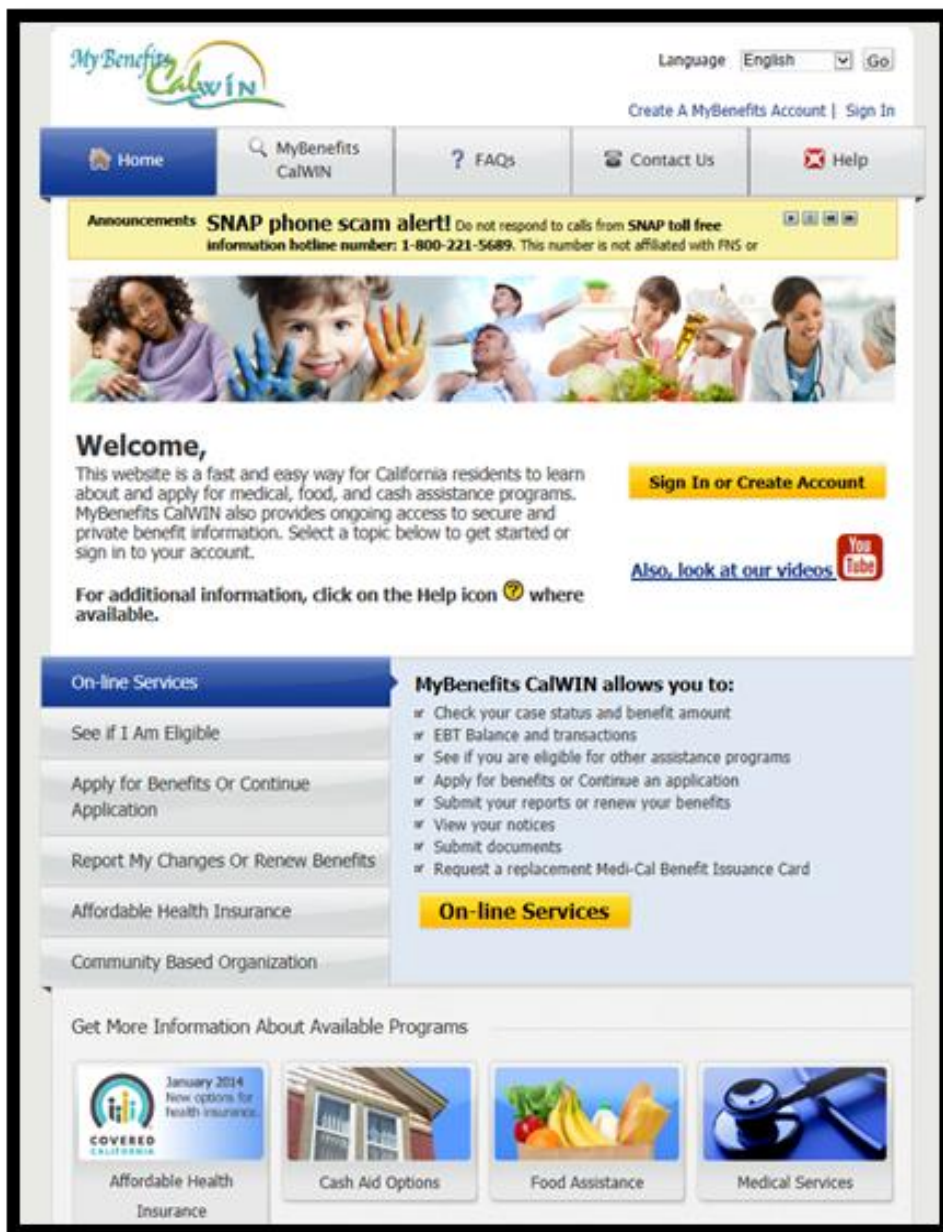 My Benefits
CalWIN
Language English Go
Create A MyBenefits Account | Sign In
Home
MyBenefits
CalWIN
? FAQs
Contact Us
Help
Announcements SNAP phone scam alert! Do not respond to calls from SNAP toll free
information hotline number: 1-800-221-5689. This number is not affiliated with FNS or
Welcome,
This website is a fast and easy way for California residents to learn
about and apply for medical, food, and cash assistance programs.
MyBenefits CalWIN also provides ongoing access to secure and
private benefit information. Select a topic below to get started or
sign in to your account.
For additional information, click on the Help icon ? where
available.
Sign In or Create Account
Also, look at our videos You
Tube
On-line Services
See if I Am Eligible
Apply for Benefits Or Continue
Application
Report My Changes Or Renew Benefits
Affordable Health Insurance
Community Based Organization
MyBenefits CalWIN allows you to:
Check your case status and benefit amount
EBT Balance and transactions
See if you are eligible for other assistance programs
Apply for benefits or Continue an application
Submit your reports or renew your benefits
View your notices
Submit documents
Request a replacement Medi-Cal Benefit Issuance Card
On-line Services
Get More Information About Available Programs
January 2014
New options for
health insurance.
COVERED
CALIFORNIA
Affordable Health
Insurance
Cash Aid Options
Food Assistance
Medical Services